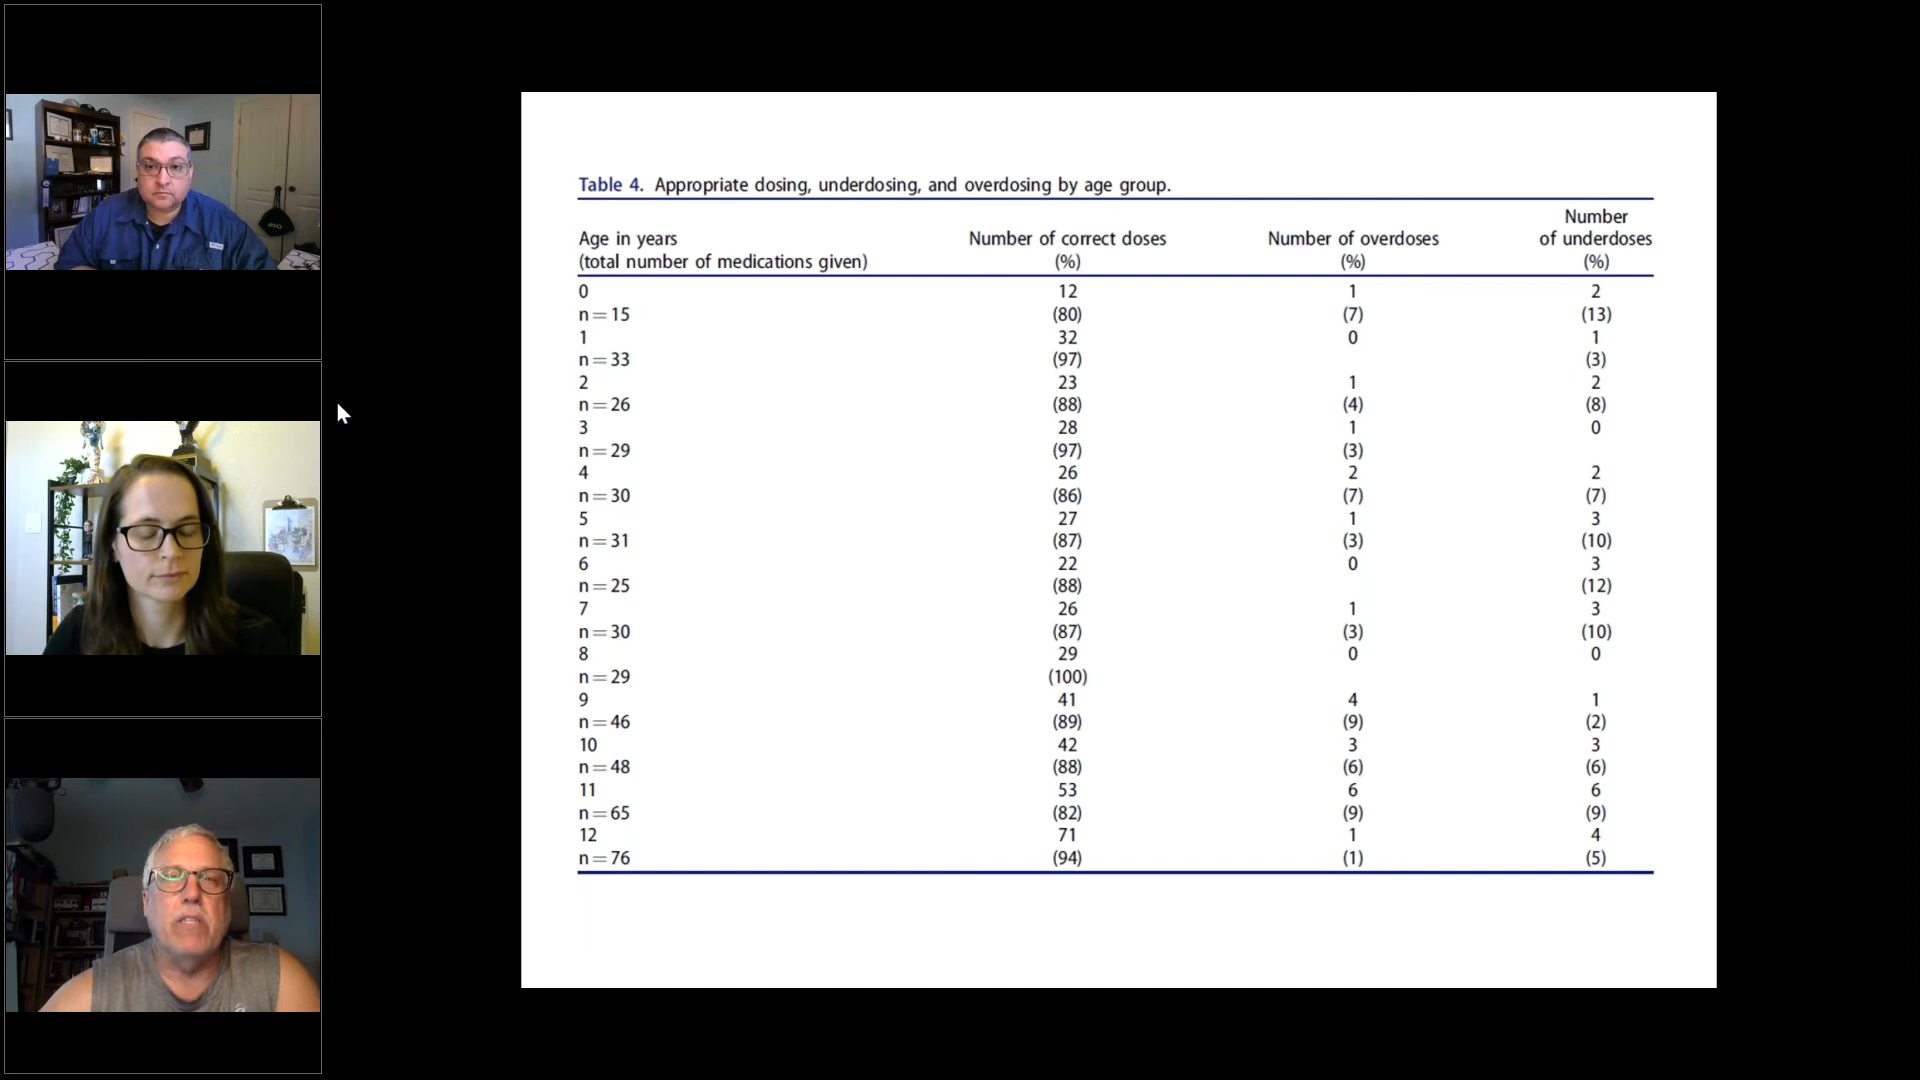 Table 4. Appropriate dosing, underdosing, and overdosing by age group.
Age in years (total number of medications given) Number of correct doses (%) Number of overdoses (%) Number of underdoses (%)
0 12 1 2
n=15 (80) (7) (13)
1 32 0 1
n=33 (97) (3)
2 23 1 2
n=26 (88) (4) (8)
3 28 1 0
n=29 (97) (3)
4 26 2 2
n=30 (86) (7) (7)
5 27 1 3
n=31 (87) (3) (10)
6 22 0 3
n=25 (88) (12)
7 26 1 3
n=30 (87) (3) (10)
8 29 0 0
n=29 (100)
9 41 4 1
n=46 (89) (9) (2)
10 42 3 3
n=48 (88) (6) (6)
11 53 6 6
n=65 (82) (9) (9)
12 71 1 4
n=76 (94) (1) (5)